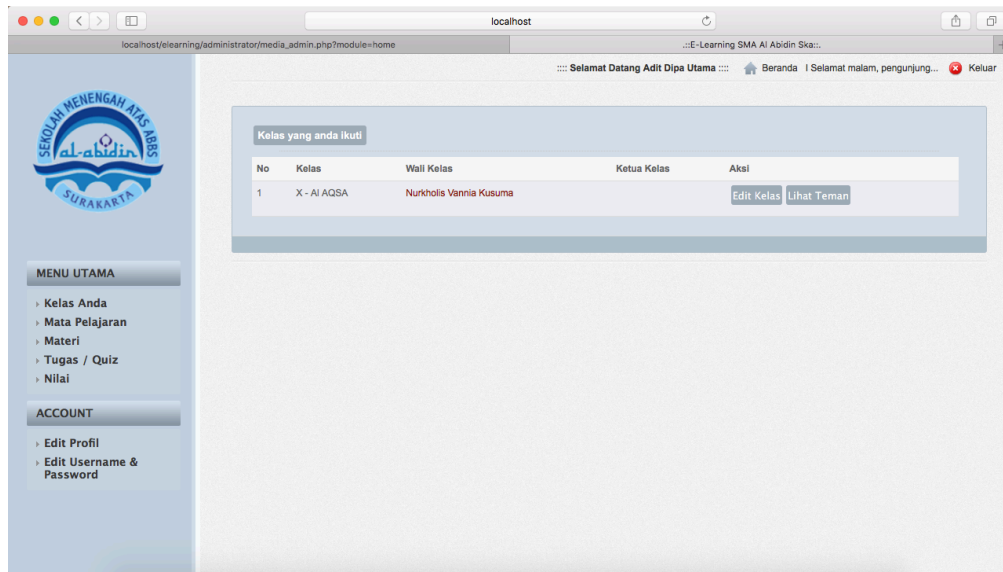 localhost
localhost/elearning/administrator/media_admin.php?module=home
.::E-Learning SMA Al Abidin Ska::.
:::: Selamat Datang Adit Dipa Utama :::: Beranda I Selamat malam, pengunjung... Keluar
SEKOLAH MENENGAH ATAS ABBS
al-abidin
SURAKARTA
Kelas yang anda ikuti
No Kelas Wali Kelas Ketua Kelas Aksi
1 X - Al AQSA Nurkholis Vannia Kusuma Edit Kelas Lihat Teman
MENU UTAMA
Kelas Anda
Mata Pelajaran
Materi
Tugas / Quiz
Nilai
ACCOUNT
Edit Profil
Edit Username &
Password